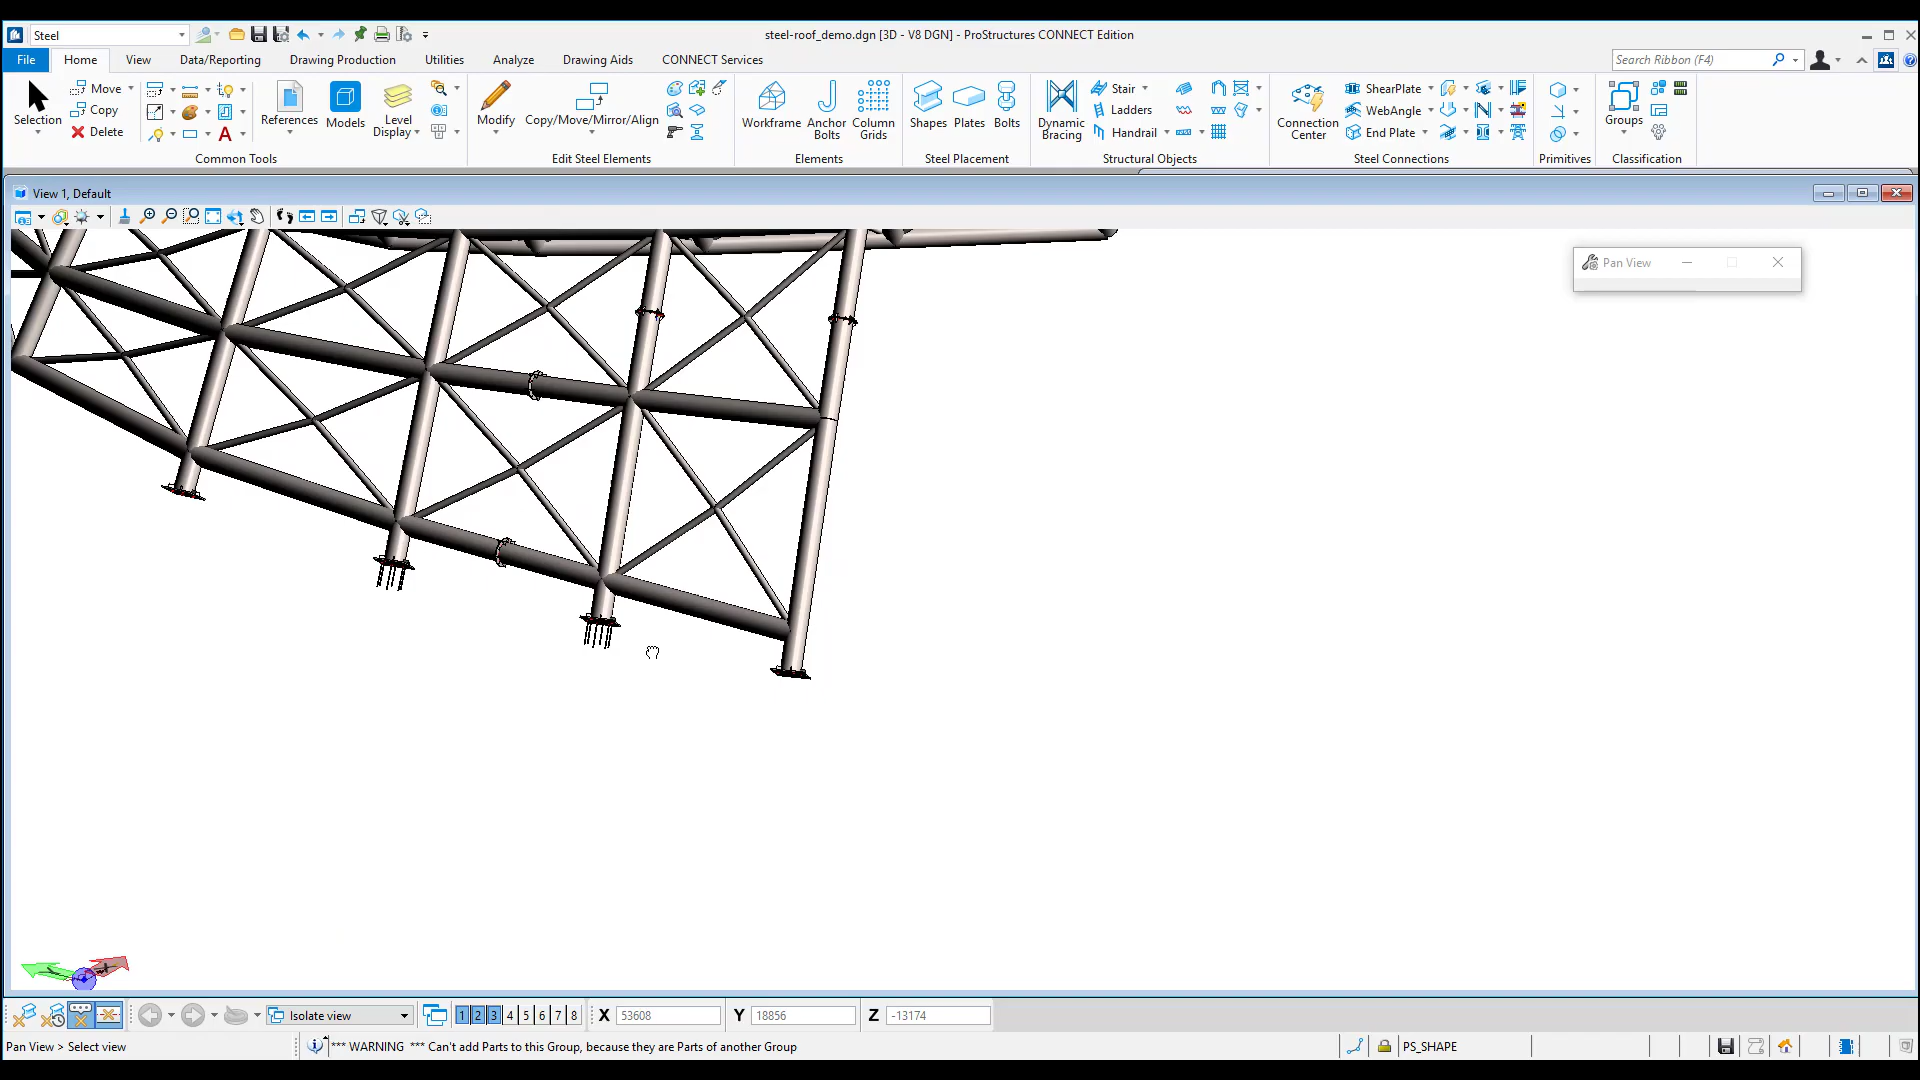 Steel
steel-roof_demo.dgn [3D - V8 DGN] - ProStructures CONNECT Edition
File Home View Data/Reporting Drawing Production Utilities Analyze Drawing Aids CONNECT Services
Search Ribbon (F4)
Selection
Move
Copy
Delete
References
Models
Level
Display
Modify
Copy/Move/Mirror/Align
Workframe
Anchor
Bolts
Column
Grids
Shapes
Plates
Bolts
Dynamic
Bracing
Stair
Ladders
Handrail
Connection
Center
ShearPlate
WebAngle
End Plate
Groups
Common Tools
Edit Steel Elements
Elements
Steel Placement
Structural Objects
Steel Connections
Primitives
Classification
View 1, Default
Pan View
Isolate view
1 2 3 4 5 6 7 8
X 53608
Y 18856
Z -13174
Pan View > Select view
*** WARNING *** Can't add Parts to this Group, because they are Parts of another Group
PS_SHAPE